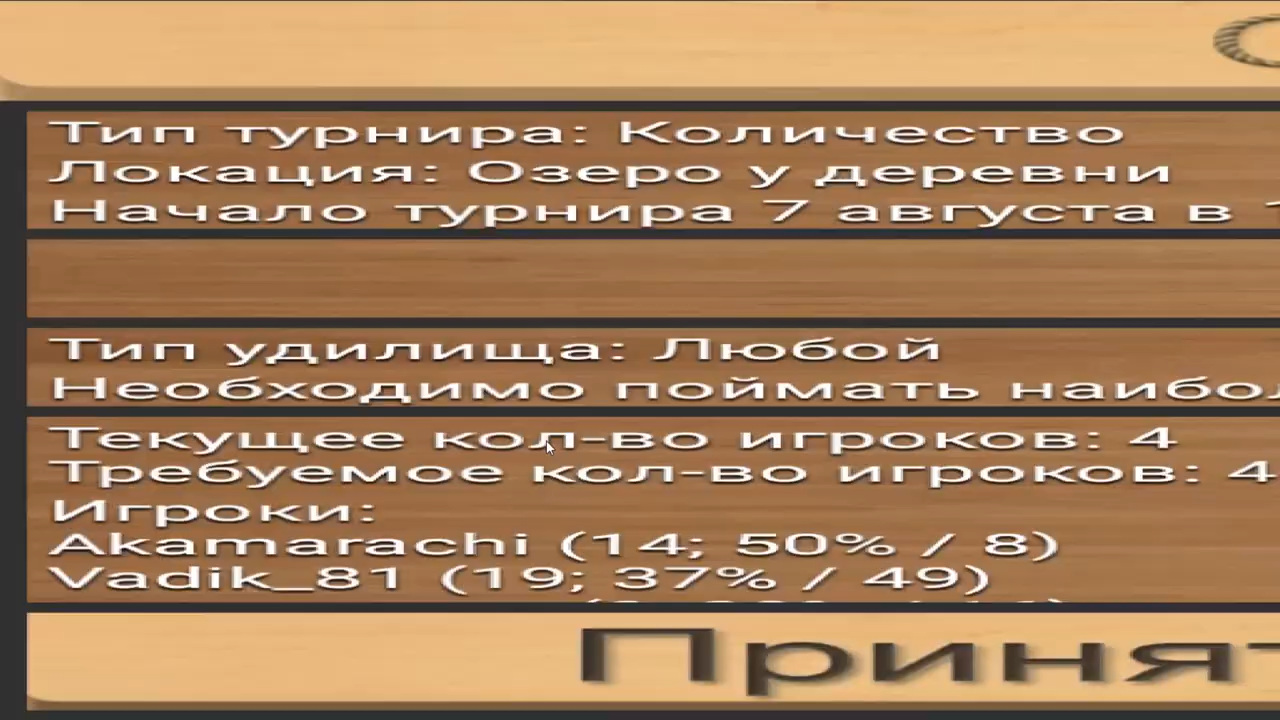 Тип турнира: Количество
Локация: Озеро у деревни
Начало турнира 7 августа в
Тип удилища: Любой
Необходимо поймать
Текущее кол-во игроков: 4
Требуемое кол-во игроков: 4
Игроки:
Akamarachi (14; 50% / 8)
Vadik_81 (19; 37% / 49)